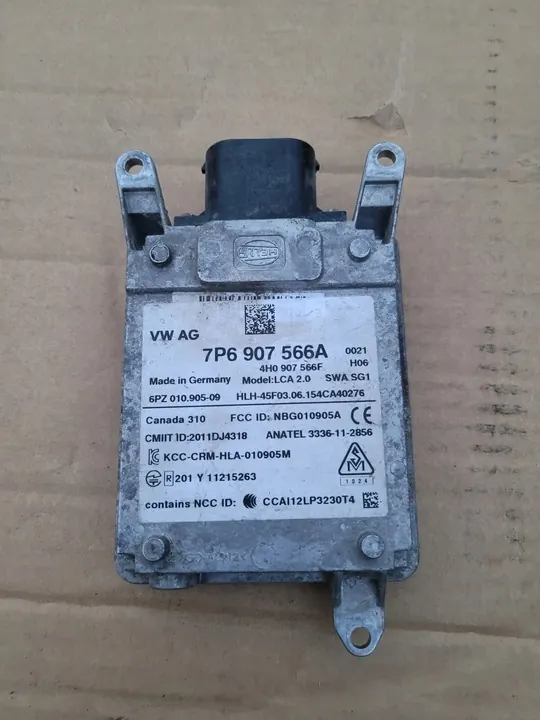 HELLA
VW AG
7P6 907 566A 0021
4H0 907 566F H06
Made in Germany Model:LCA 2.0 SWA SG1
6PZ 010.905-09 HLH-45F03.06.154CA40276
Canada 310 FCC ID: NBG010905A CE
CMIIT ID:2011DJ4318 ANATEL 3336-11-2856
KCC-CRM-HLA-010905M
R 201 Y 11215263
1024
contains NCC ID: CCAI12LP3230T4